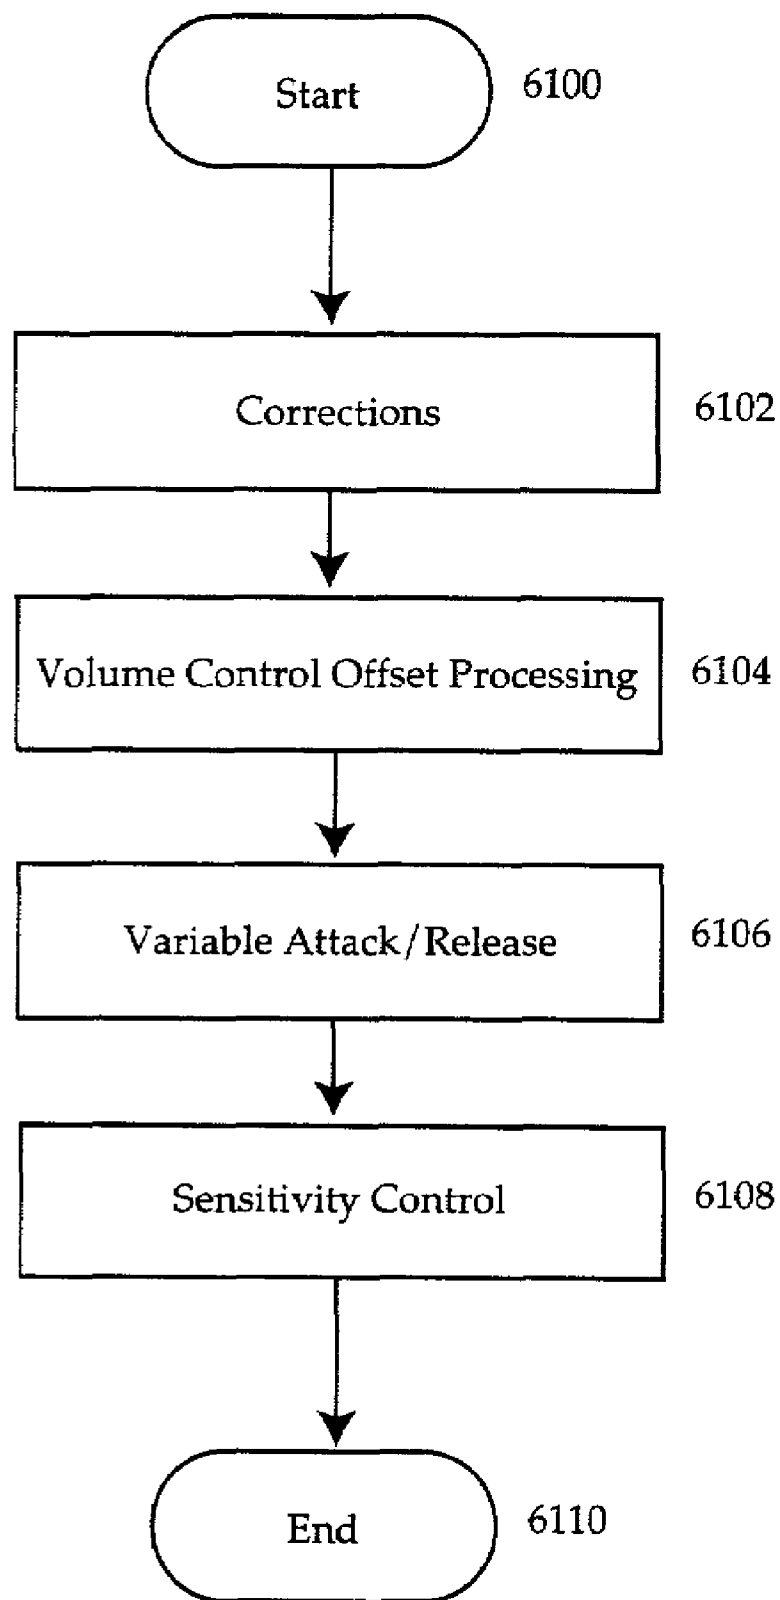 Start 6100
Corrections 6102
Volume Control Offset Processing 6104
Variable Attack/Release 6106
Sensitivity Control 6108
End 6110